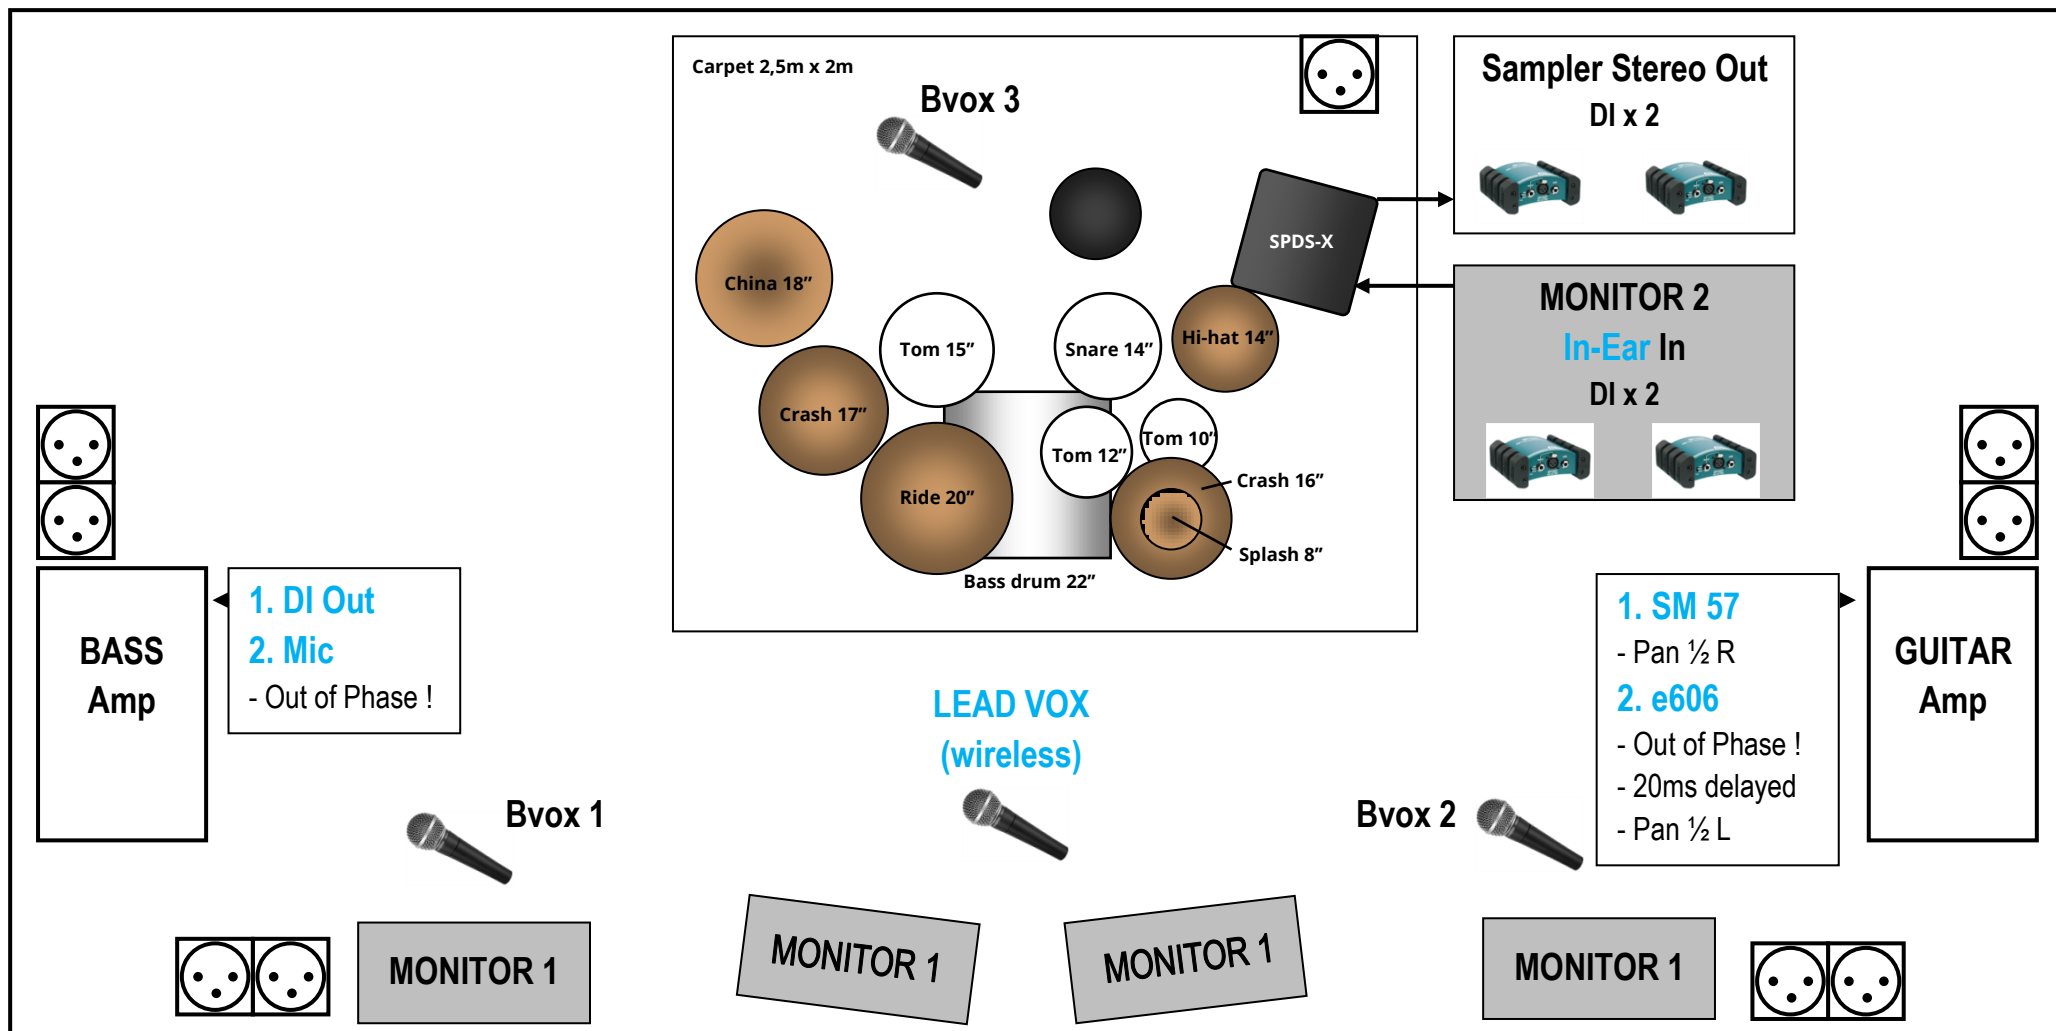 Carpet 2,5m x 2m
Bvox 3
Sampler Stereo Out
DI x 2
SPDS-X
China 18”
MONITOR 2
In-Ear In
DI x 2
Tom 15”
Snare 14”
Hi-hat 14”
Crash 17”
Tom 12”
Tom 10”
Ride 20”
Crash 16”
Splash 8”
Bass drum 22”
BASS
Amp
1. DI Out
2. Mic
- Out of Phase !
LEAD VOX
(wireless)
1. SM 57
- Pan ½ R
2. e606
- Out of Phase !
- 20ms delayed
- Pan ½ L
GUITAR
Amp
Bvox 1
Bvox 2
MONITOR 1
MONITOR 1
MONITOR 1
MONITOR 1